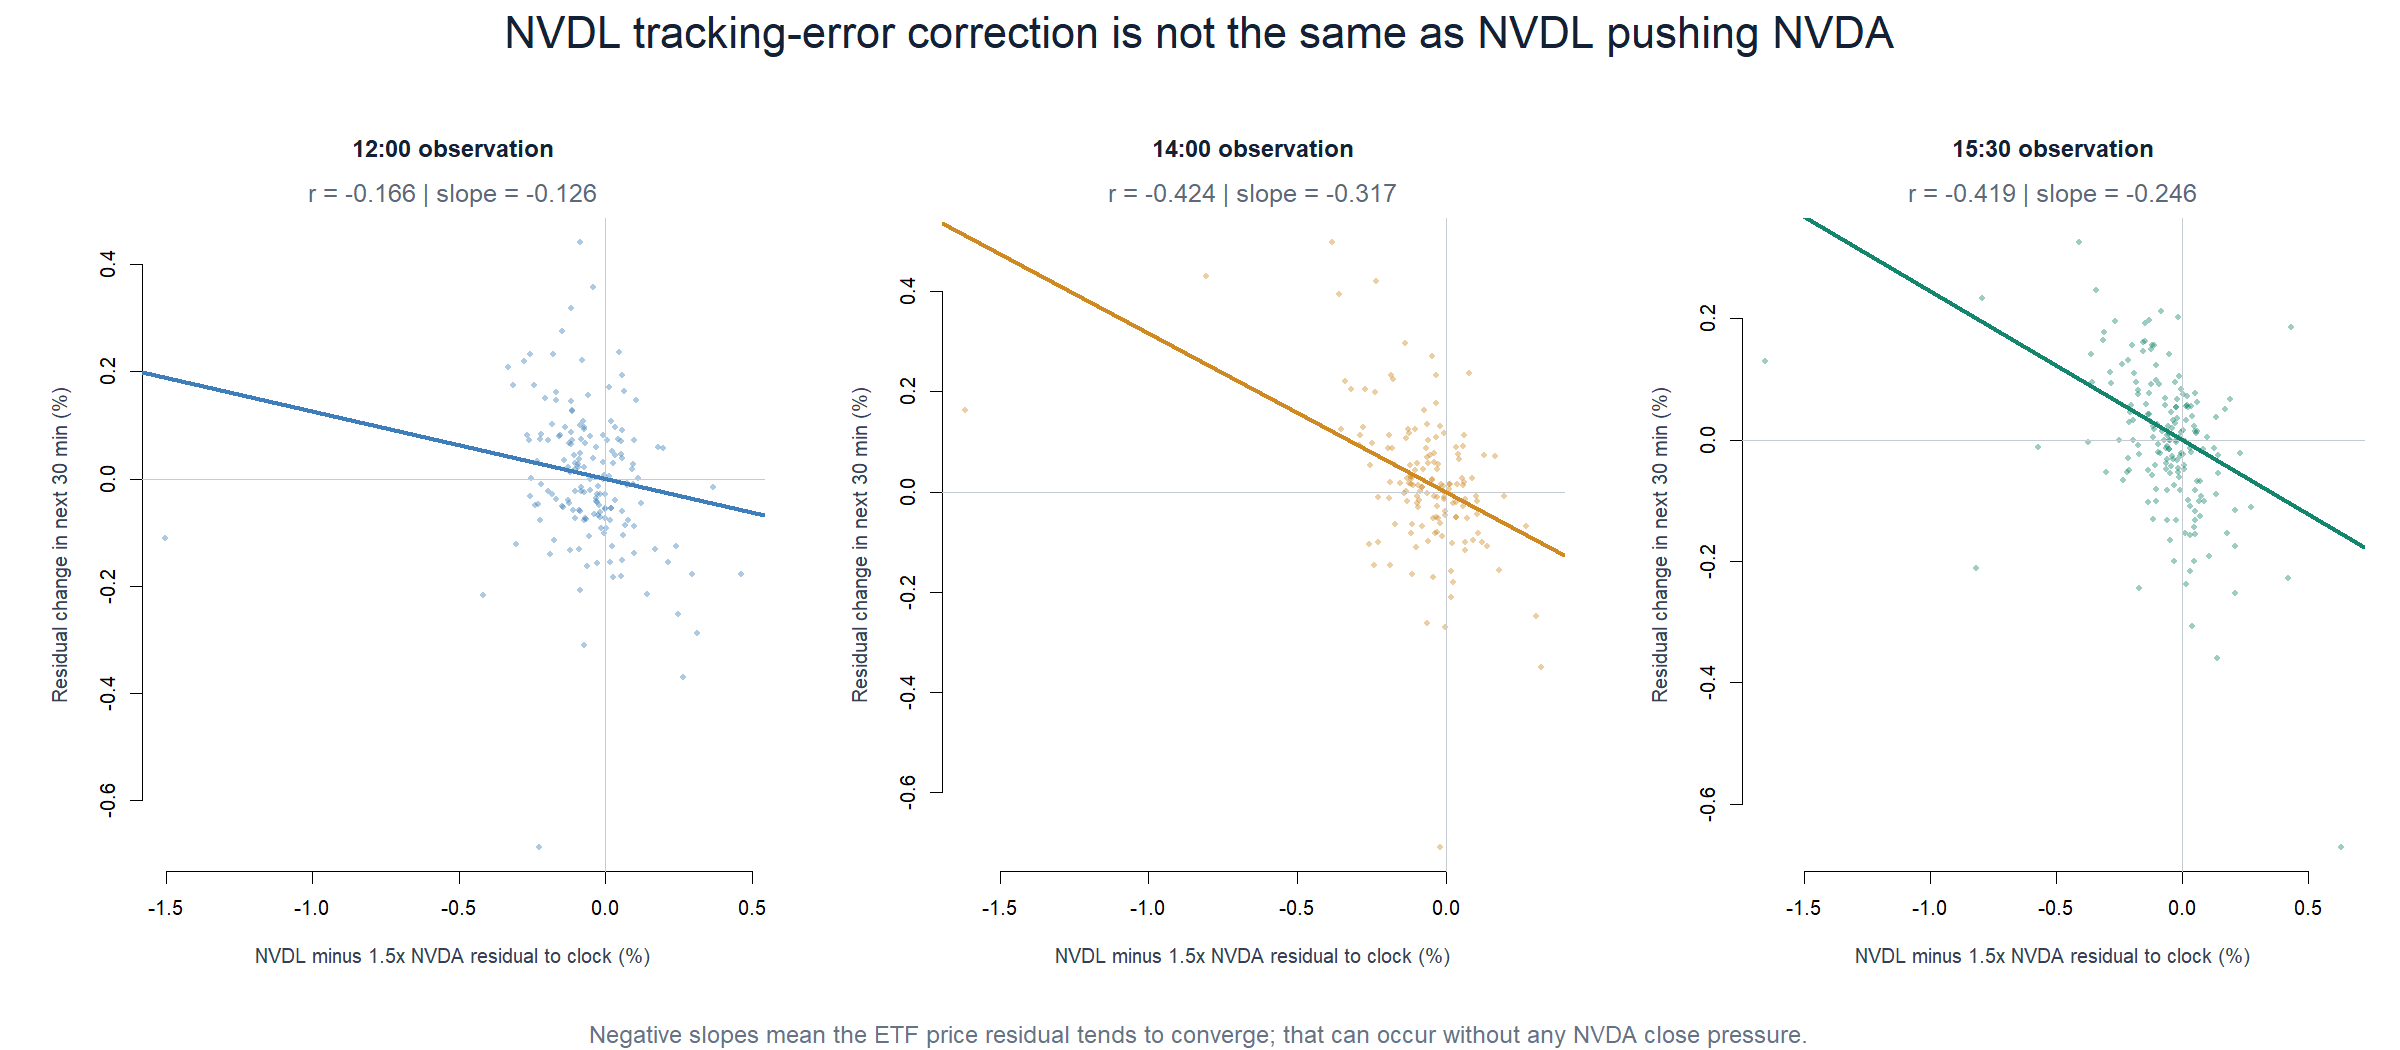 NVDL tracking-error correction is not the same as NVDL pushing NVDA
12:00 observation
r = -0.166 | slope = -0.126
Residual change in next 30 min (%)
0.4
0.2
0.0
-0.2
-0.4
-0.6
-1.5 -1.0 -0.5 0.0 0.5
NVDL minus 1.5x NVDA residual to clock (%)
14:00 observation
r = -0.424 | slope = -0.317
Residual change in next 30 min (%)
0.4
0.2
0.0
-0.2
-0.4
-0.6
-1.5 -1.0 -0.5 0.0
NVDL minus 1.5x NVDA residual to clock (%)
15:30 observation
r = -0.419 | slope = -0.246
Residual change in next 30 min (%)
0.2
0.0
-0.2
-0.4
-0.6
-1.5 -1.0 -0.5 0.0 0.5
NVDL minus 1.5x NVDA residual to clock (%)
Negative slopes mean the ETF price residual tends to converge; that can occur without any NVDA close pressure.